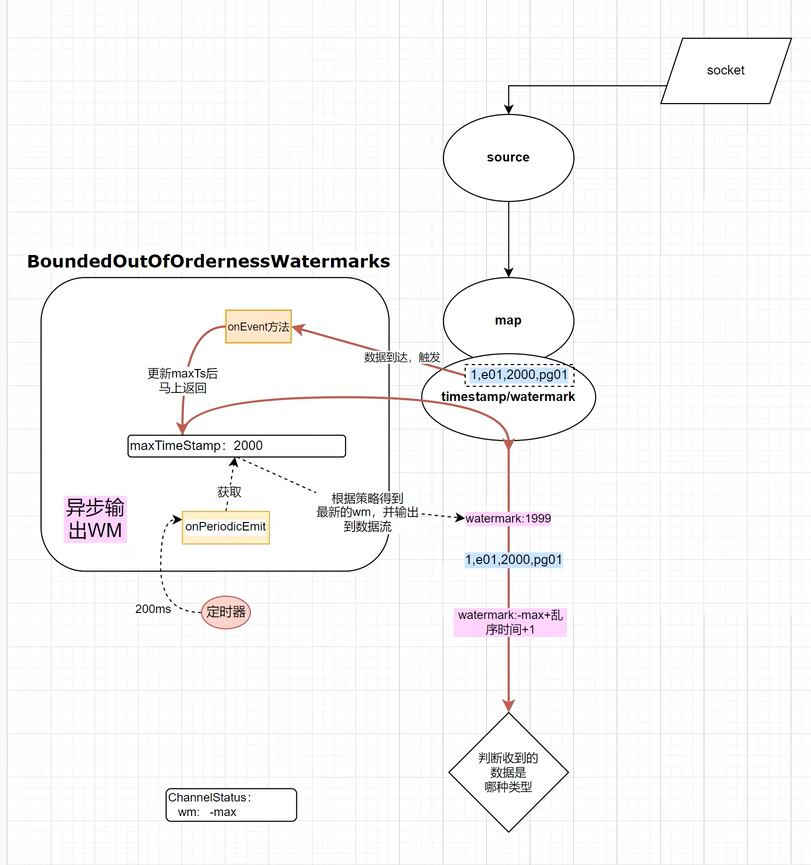 socket
source
BoundedOutOfOrdernessWatermarks
map
onEvent方法
数据到达，触发
1,e01,2000,pg01
timestamp/watermark
更新maxTs后
马上返回
maxTimeStamp：2000
获取
根据策略得到
最新的wm，并输出
到数据流
异步输
出WM
onPeriodicEmit
watermark:1999
1,e01,2000,pg01
200ms
定时器
watermark:-max+乱
序时间+1
判断收到的
数据是
哪种类型
ChannelStatus：
wm: -max